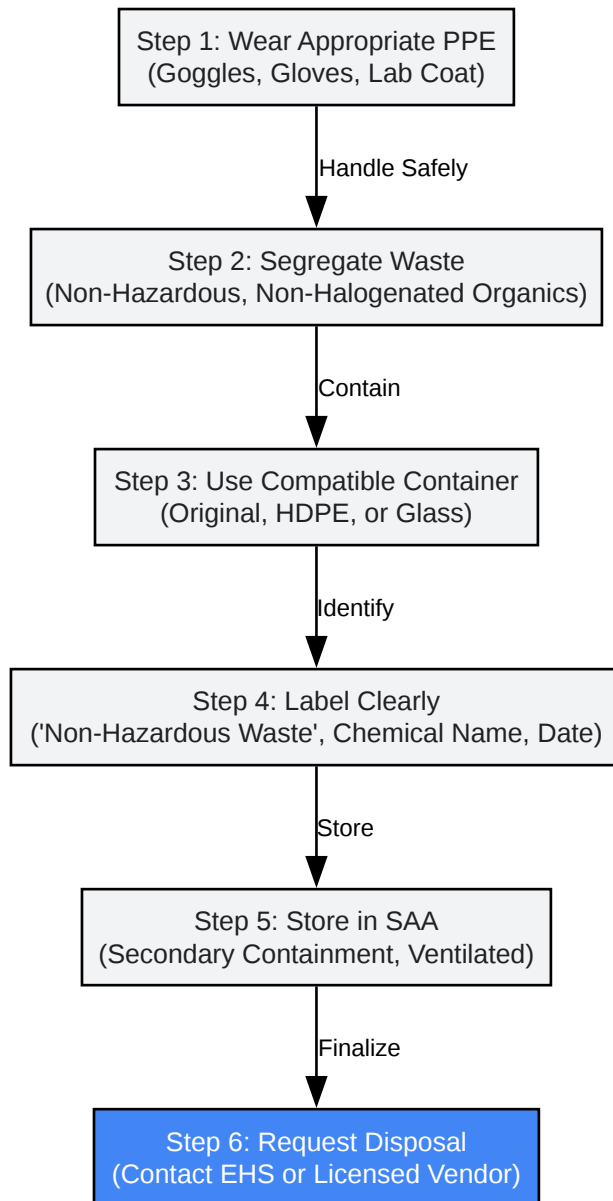 Step 1: Wear Appropriate PPE
(Goggles, Gloves, Lab Coat)
Handle Safely
Step 2: Segregate Waste
(Non-Hazardous, Non-Halogenated Organics)
Contain
Step 3: Use Compatible Container
(Original, HDPE, or Glass)
Identify
Step 4: Label Clearly
('Non-Hazardous Waste', Chemical Name, Date)
Store
Step 5: Store in SAA
(Secondary Containment, Ventilated)
Finalize
Step 6: Request Disposal
(Contact EHS or Licensed Vendor)